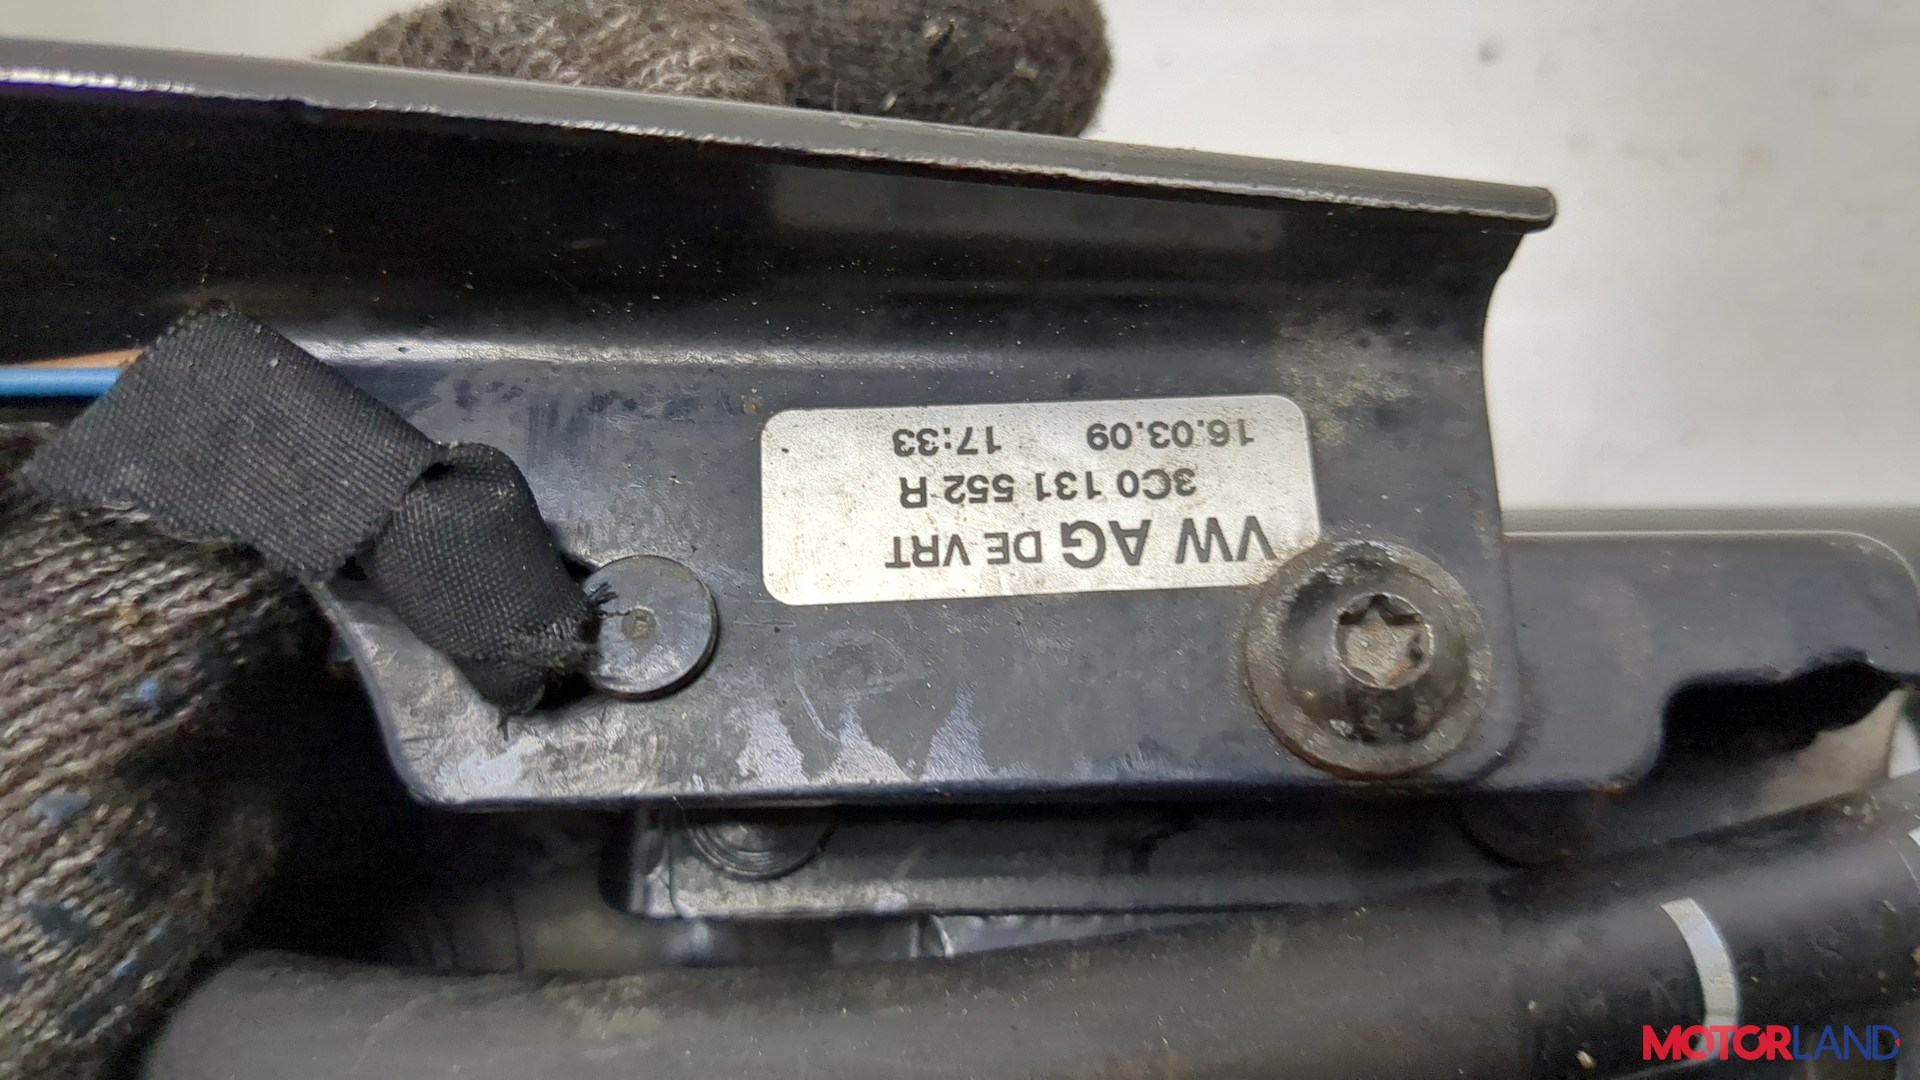 VW AG DE VRT
3C0 131 552 R
16.03.09 17:33
MOTORLAND